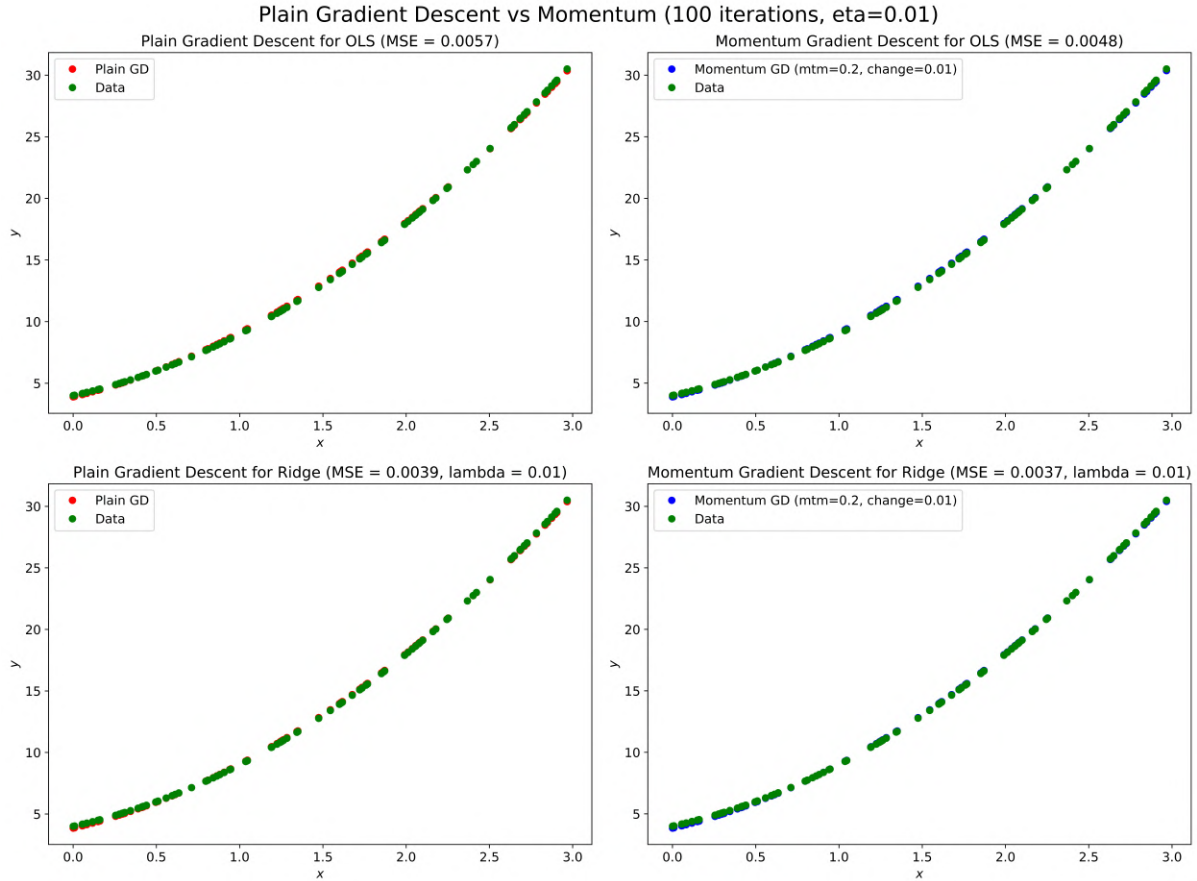 Plain Gradient Descent vs Momentum (100 iterations, eta=0.01)
Plain Gradient Descent for OLS (MSE = 0.0057)
Plain GD
Data
30
25
20
15
10
5
y
0.0 0.5 1.0 1.5 2.0 2.5 3.0
x
Momentum Gradient Descent for OLS (MSE = 0.0048)
Momentum GD (mtm=0.2, change=0.01)
Data
30
25
20
15
10
5
y
0.0 0.5 1.0 1.5 2.0 2.5 3.0
x
Plain Gradient Descent for Ridge (MSE = 0.0039, lambda = 0.01)
Plain GD
Data
30
25
20
15
10
5
y
0.0 0.5 1.0 1.5 2.0 2.5 3.0
x
Momentum Gradient Descent for Ridge (MSE = 0.0037, lambda = 0.01)
Momentum GD (mtm=0.2, change=0.01)
Data
30
25
20
15
10
5
y
0.0 0.5 1.0 1.5 2.0 2.5 3.0
x